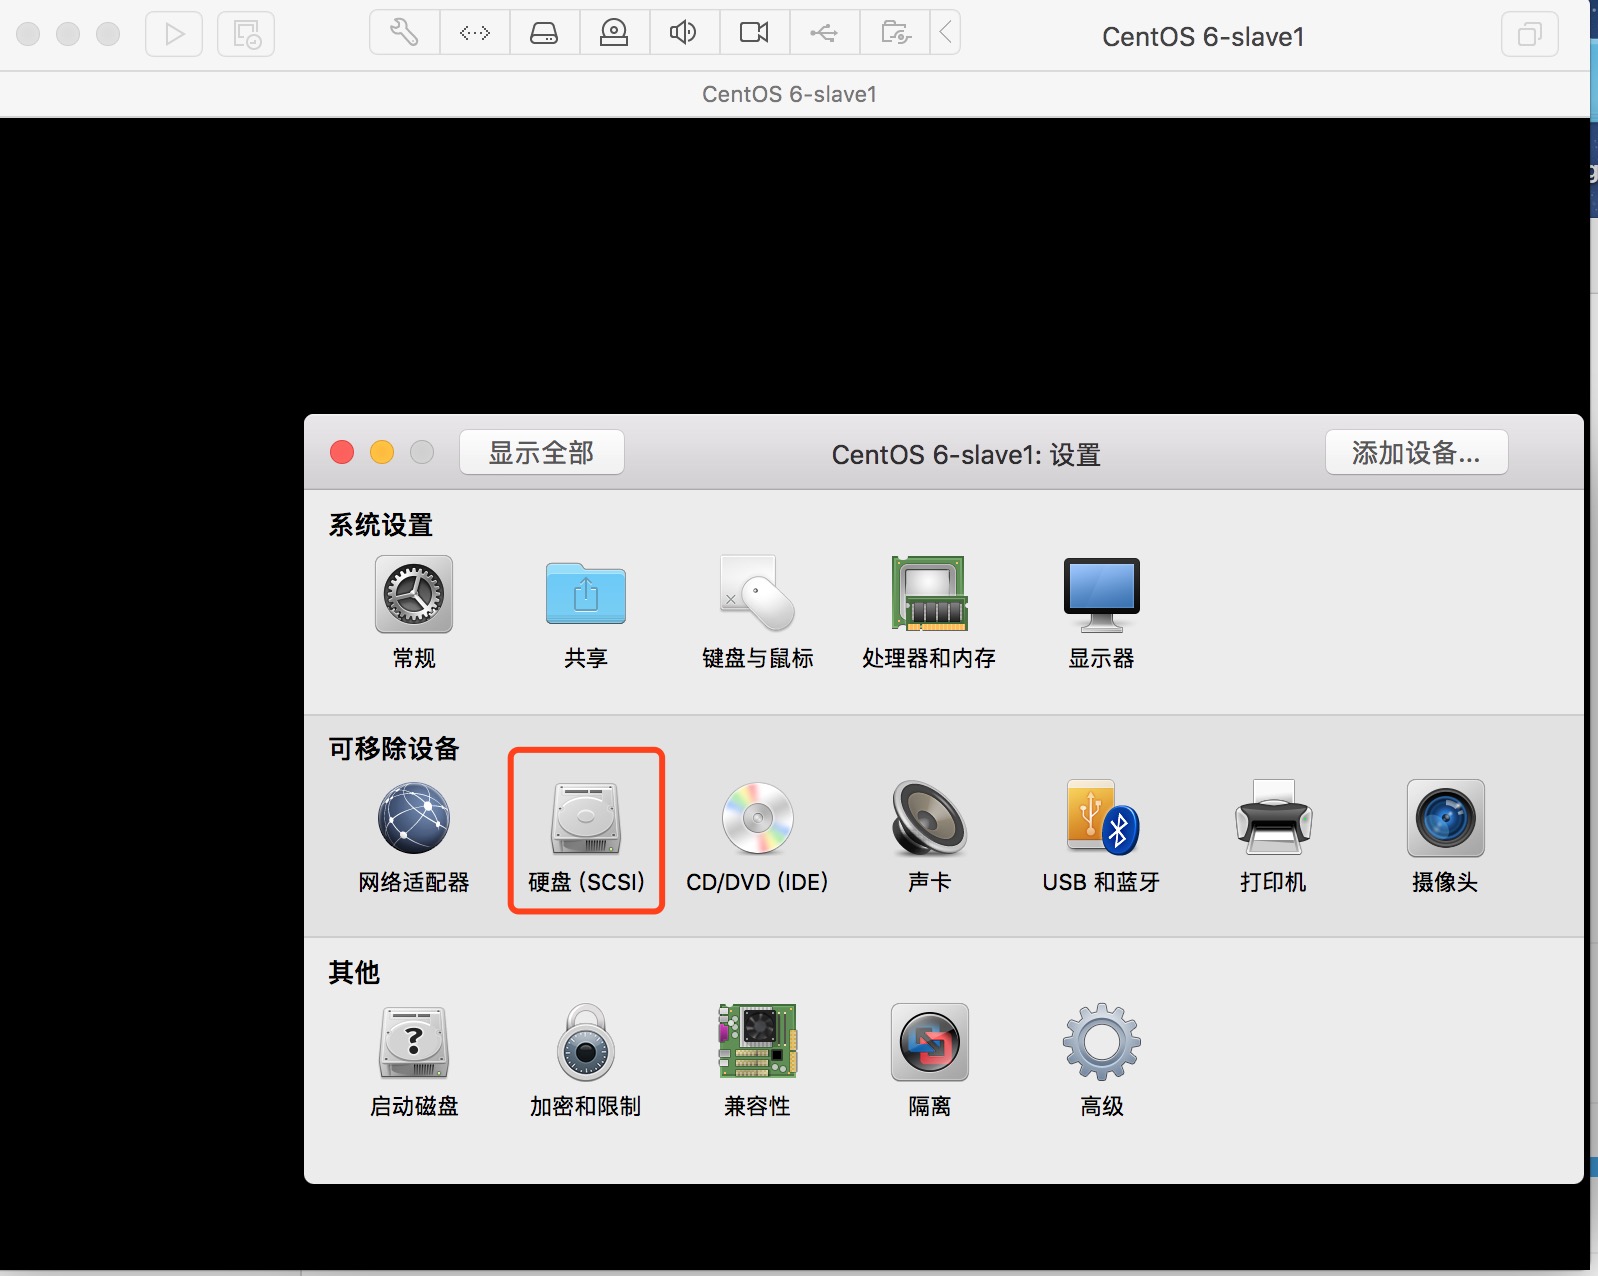 CentOS 6-slave1
CentOS 6-slave1
显示全部
CentOS 6-slave1: 设置
添加设备...
系统设置
常规
共享
键盘与鼠标
处理器和内存
显示器
可移除设备
网络适配器
硬盘 (SCSI)
CD/DVD (IDE)
声卡
USB 和蓝牙
打印机
摄像头
其他
启动磁盘
加密和限制
兼容性
隔离
高级